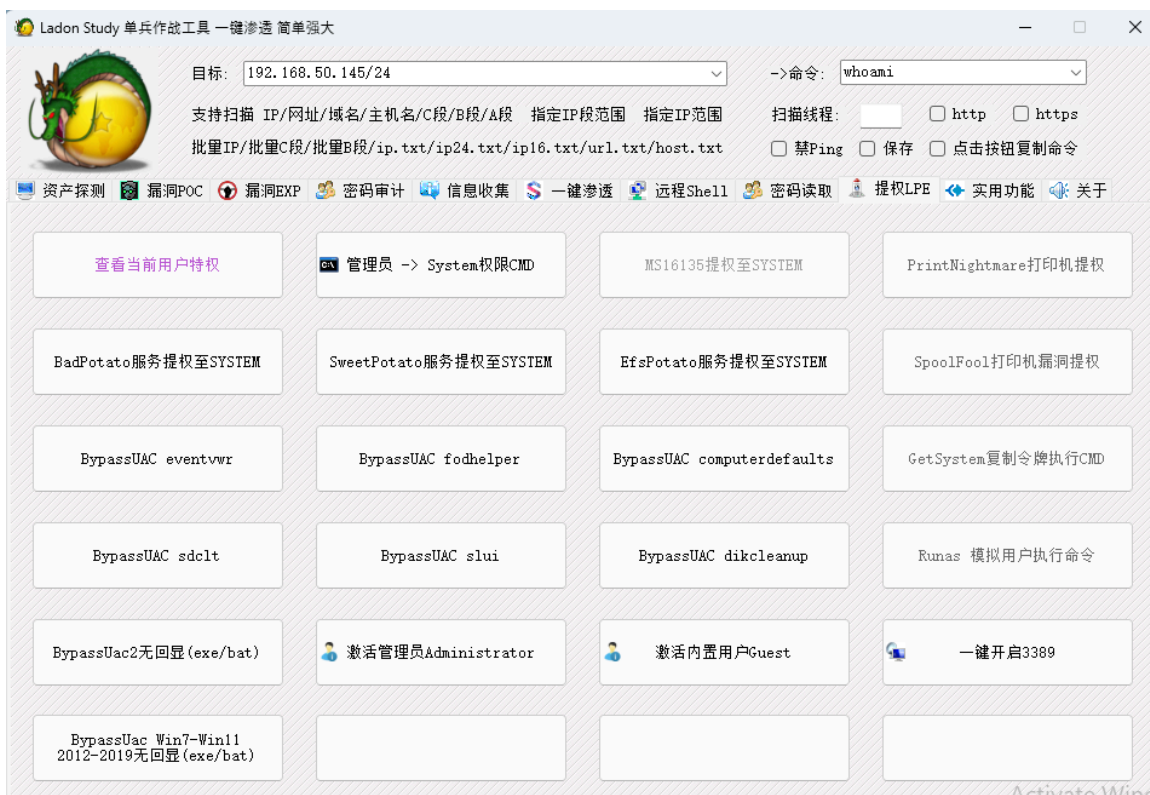 Ladon Study 单兵作战工具 一键渗透 简单强大
目标: 192.168.50.145/24 ->命令: whoami
支持扫描 IP/网址/域名/主机名/C段/B段/A段 指定IP段范围 指定IP范围 扫描线程: http https
批量IP/批量C段/批量B段/ip.txt/ip24.txt/ip16.txt/url.txt/host.txt 禁Ping 保存 点击按钮复制命令
资产探测 漏洞POC 漏洞EXP 密码审计 信息收集 一键渗透 远程Shell 密码读取 提权LPE 实用功能 关于
查看当前用户特权 管理员 -> System权限CMD MS16135提权至SYSTEM PrintNightmare打印机提权
BadPotato服务提权至SYSTEM SweetPotato服务提权至SYSTEM EfsPotato服务提权至SYSTEM SpoolFool打印机漏洞提权
BypassUAC eventvwr BypassUAC fodhelper BypassUAC computerdefaults GetSystem复制令牌执行CMD
BypassUAC sdclt BypassUAC slui BypassUAC dikcleanup Runas 模拟用户执行命令
BypassUac2无回显(exe/bat) 激活管理员Administrator 激活内置用户Guest 一键开启3389
BypassUac Win7-Win11
2012-2019无回显(exe/bat)